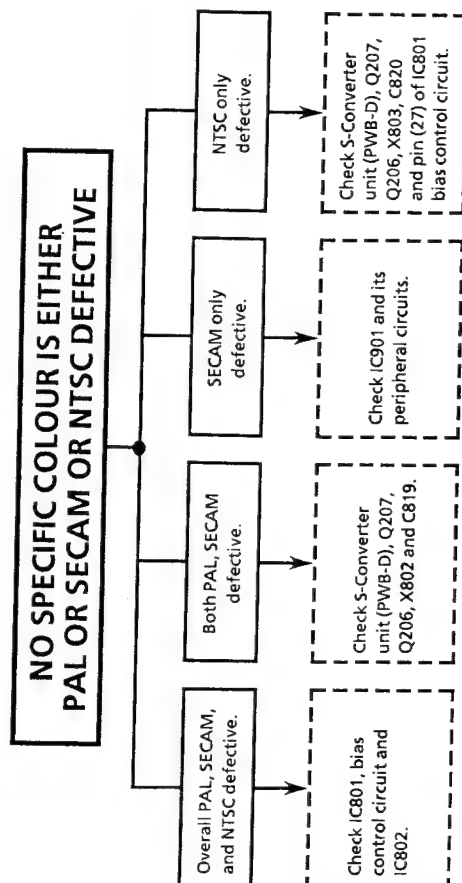 NO SPECIFIC COLOUR IS EITHER
PAL OR SECAM OR NTSC DEFECTIVE
Overall PAL, SECAM,
and NTSC defective.
Both PAL, SECAM
defective.
SECAM only
defective.
NTSC only
defective.
Check IC801, bias
control circuit and
IC802.
Check S-Converter
unit (PWB-D), Q207,
Q206, X802 and C819.
Check IC901 and its
peripheral circuits.
Check S-Converter
unit (PWB-D), Q207,
Q206, X803, C820
and pin (27) of IC801
bias control circuit.